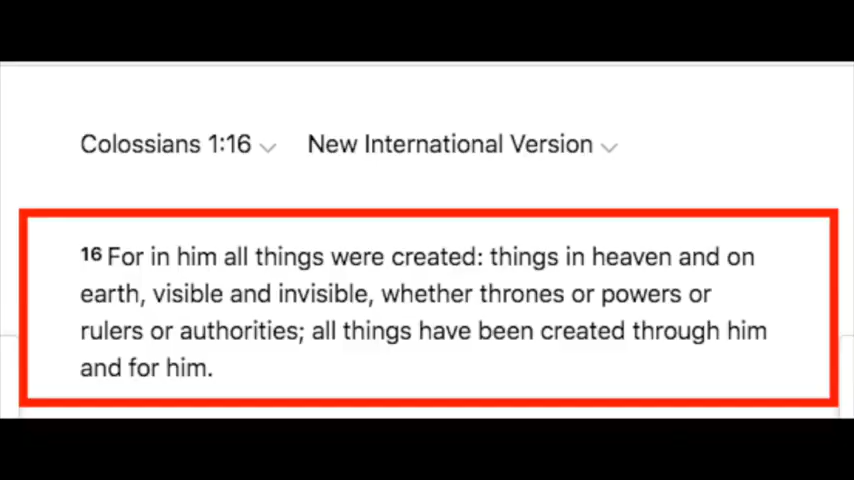 Colossians 1:16 New International Version
16 For in him all things were created: things in heaven and on
earth, visible and invisible, whether thrones or powers or
rulers or authorities; all things have been created through him
and for him.